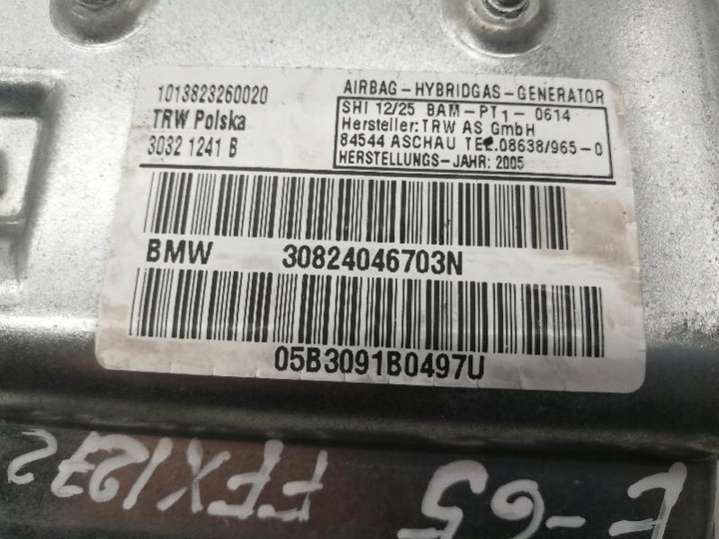 1013823260020
TRW Polska
3032 1241 B
AIRBAG-HYBRIDGAS-GENERATOR
SHI 12/25 BAM-PT1-0614
Hersteller: TRW AS GmbH
84544 ASCHAU TEL.08638/965-0
HERSTELLUNGS-JAHR: 2005
BMW 30824046703N
05B3091B0497U
E-65
FFX1272